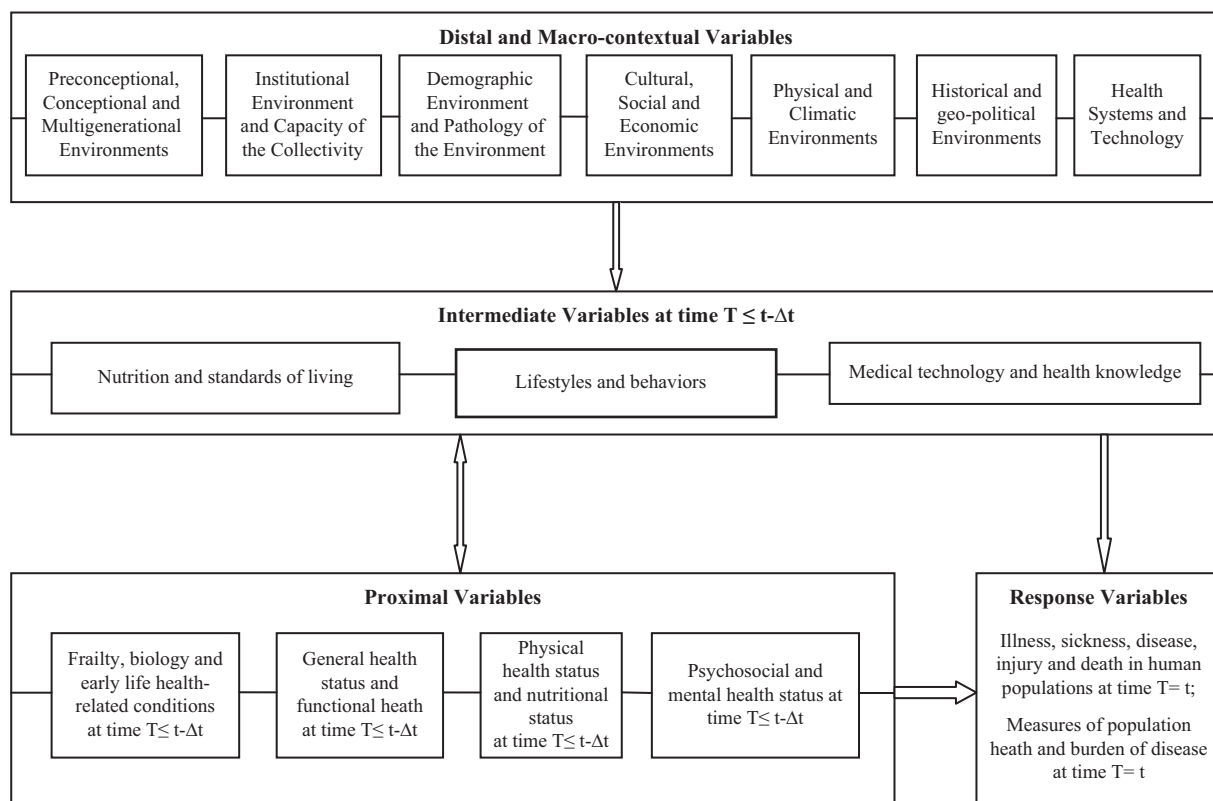 Distal and Macro-contextual Variables
Preconceptional,
Conceptional and
Multigenerational
Environments
Institutional
Environment
and Capacity of
the Collectivity
Demographic
Environment
and Pathology of
the Environment
Cultural,
Social and
Economic
Environments
Physical and
Climatic
Environments
Historical and
geo-political
Environments
Health
Systems and
Technology
Intermediate Variables at time T ≤ t-Δt
Nutrition and standards of living
Lifestyles and behaviors
Medical technology and health knowledge
Proximal Variables
Frailty, biology and
early life health-
related conditions
at time T≤ t-Δt
General health
status and
functional heath
at time T≤ t-Δt
Physical
health status
and nutritional
status
at time T≤ t-Δt
Psychosocial and
mental health status at
time T≤ t-Δt
Response Variables
Illness, sickness, disease,
injury and death in human
populations at time T= t;
Measures of population
heath and burden of disease
at time T= t